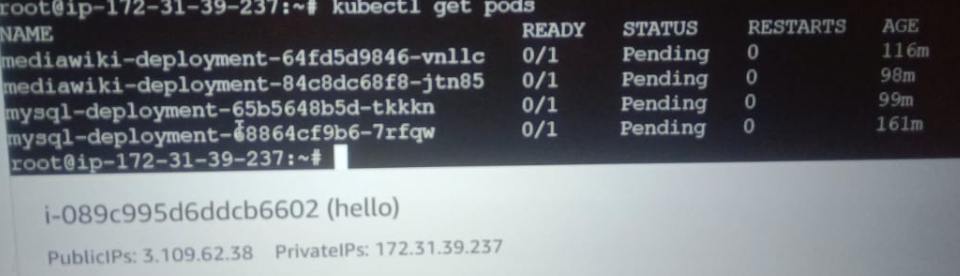 root@ip-172-31-39-237:~# kubectl get pods
NAME READY STATUS RESTARTS AGE
mediawiki-deployment-64fd5d9846-vnllc 0/1 Pending 0 116m
mediawiki-deployment-84c8dc68f8-jtn85 0/1 Pending 0 98m
mysql-deployment-65b5648b5d-tkkkn 0/1 Pending 0 99m
mysql-deployment-68864cf9b6-7rfqw 0/1 Pending 0 161m
root@ip-172-31-39-237:~#
i-089c995d6ddcb6602 (hello)
PublicIPs: 3.109.62.38 PrivateIPs: 172.31.39.237